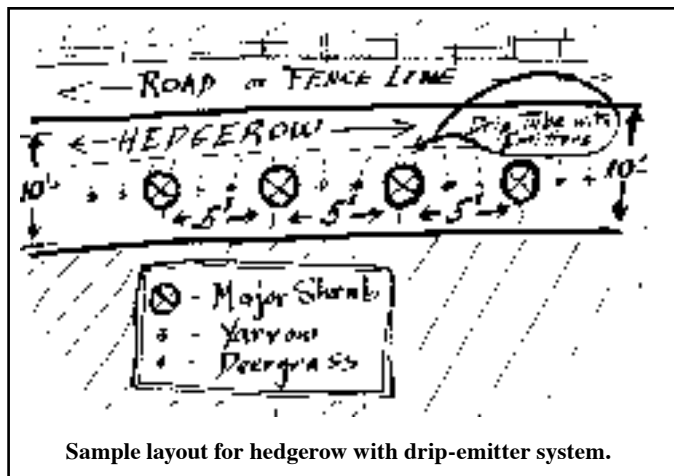 ← ROAD or FENCE LINE →
← HEDGEROW →
Drip Tube with Emitters
10' 10'
5' 5' 5'
- Major Shrub
- Yarrow
- Deergrass
Sample layout for hedgerow with drip-emitter system.